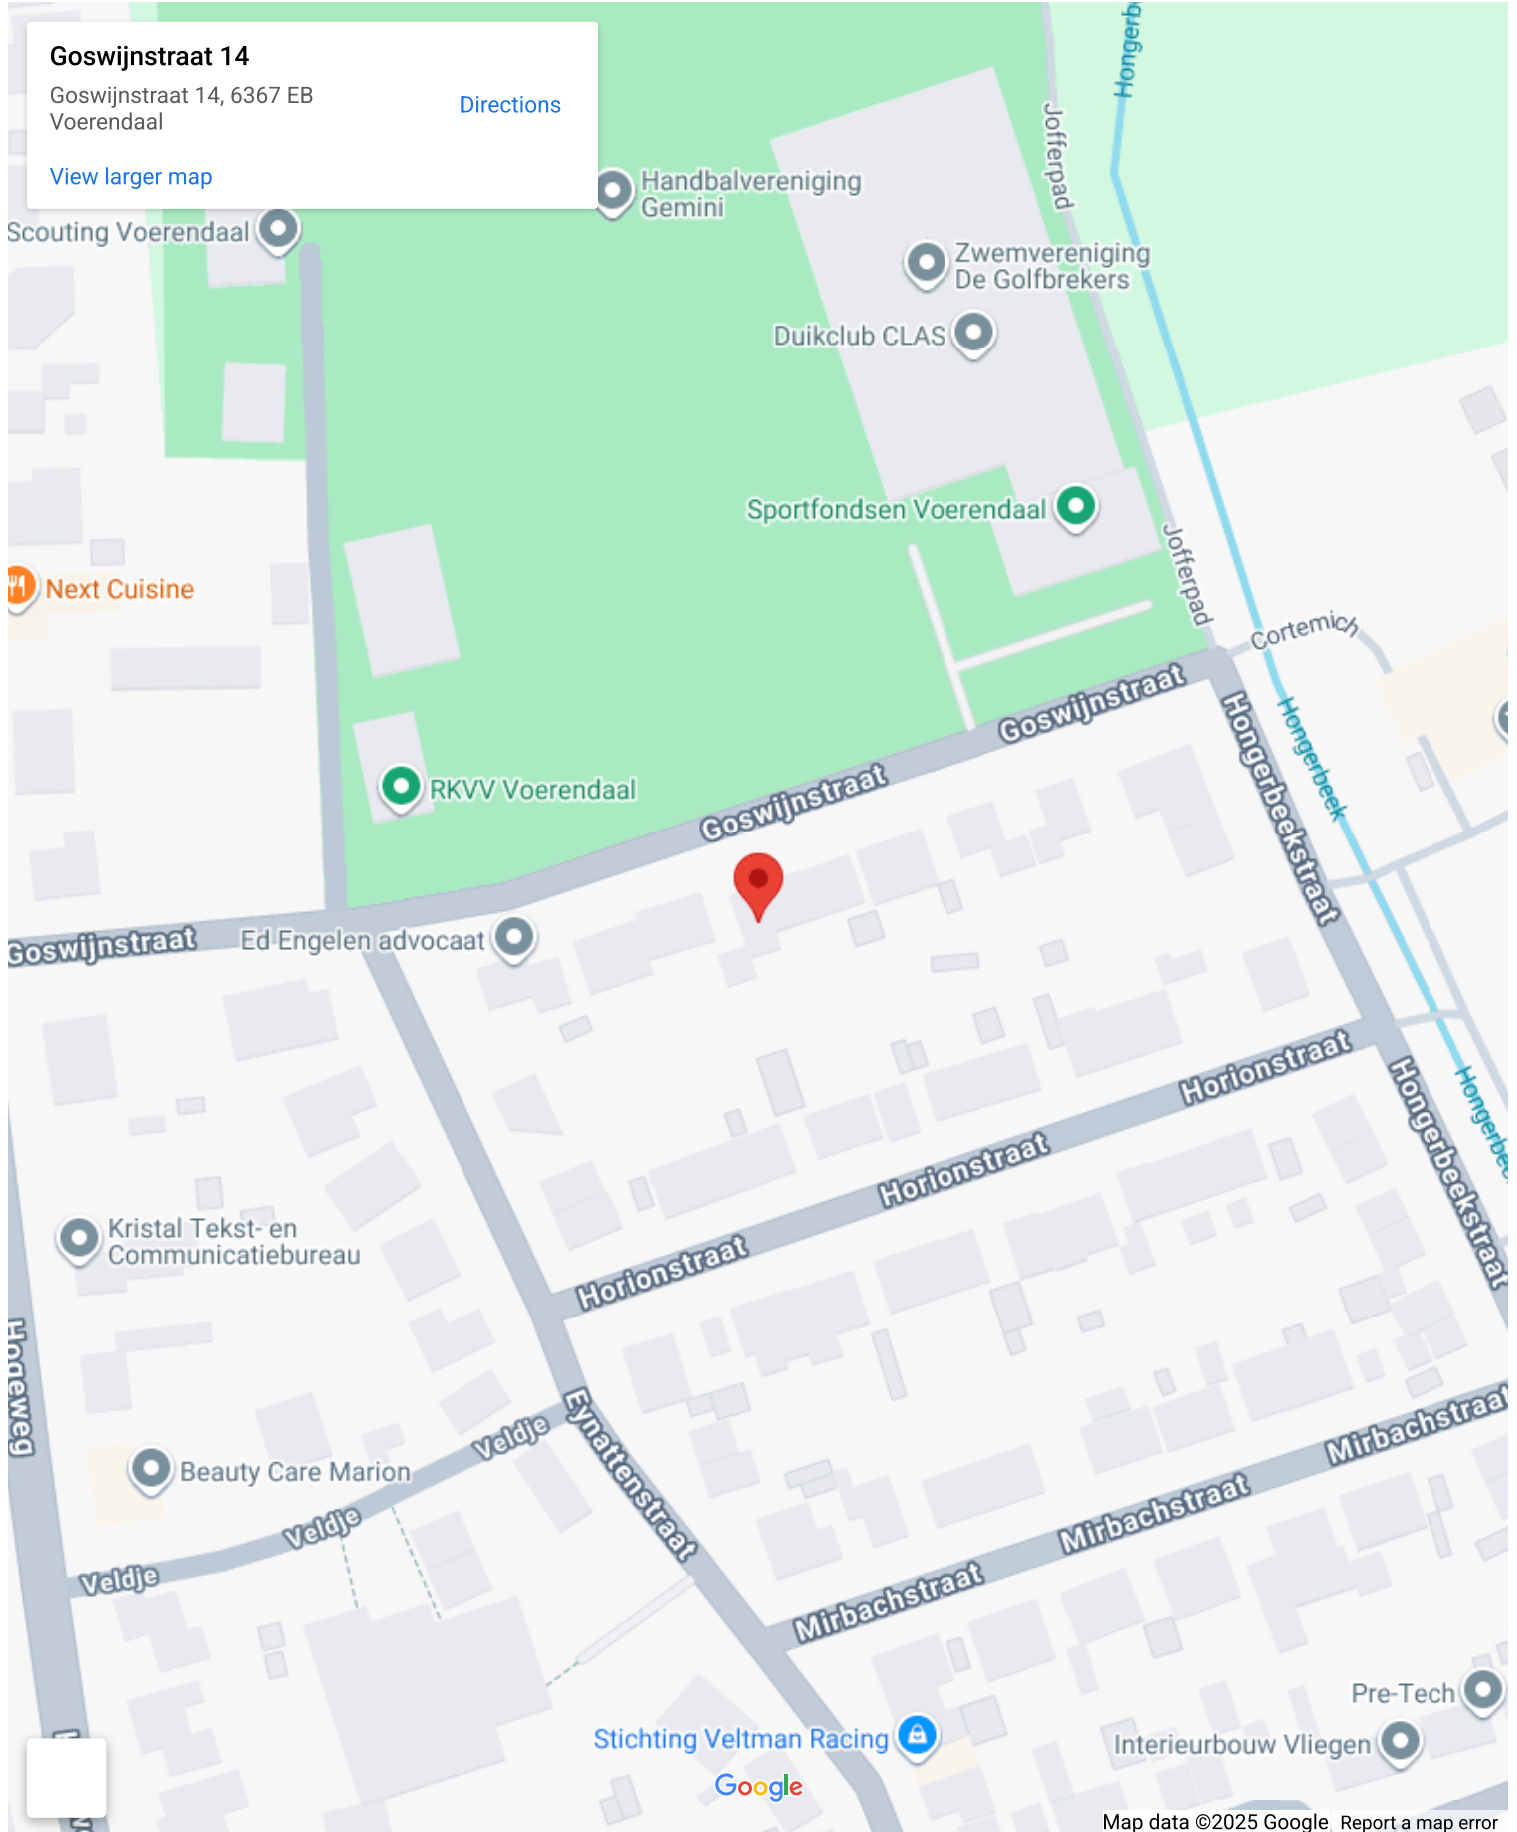 Goswijnstraat 14
Goswijnstraat 14, 6367 EB
Voerendaal
Directions
View larger map
Hongerb
Jofferpad
Handbalvereniging
Gemini
Scouting Voerendaal
Zwemvereniging
De Golfbrekers
Duikclub CLAS
Sportfondsen Voerendaal
Jofferpad
Next Cuisine
Cortemich
Goswijnstraat
Hongerbeekstraat
Hongerbeek
RKVV Voerendaal
Goswijnstraat
Goswijnstraat
Ed Engelen advocaat
Horionstraat
Hongerbeekstraat
Hongerbee
Horionstraat
Kristal Tekst- en
Communicatiebureau
Horionstraat
Hogeweg
Eynattenstraat
Mirbachstraat
Veldje
Beauty Care Marion
Mirbachstraat
Veldje
Veldje
Mirbachstraat
Pre-Tech
Stichting Veltman Racing
Interieurbouw Vliegen
Google
Map data ©2025 Google
Report a map error